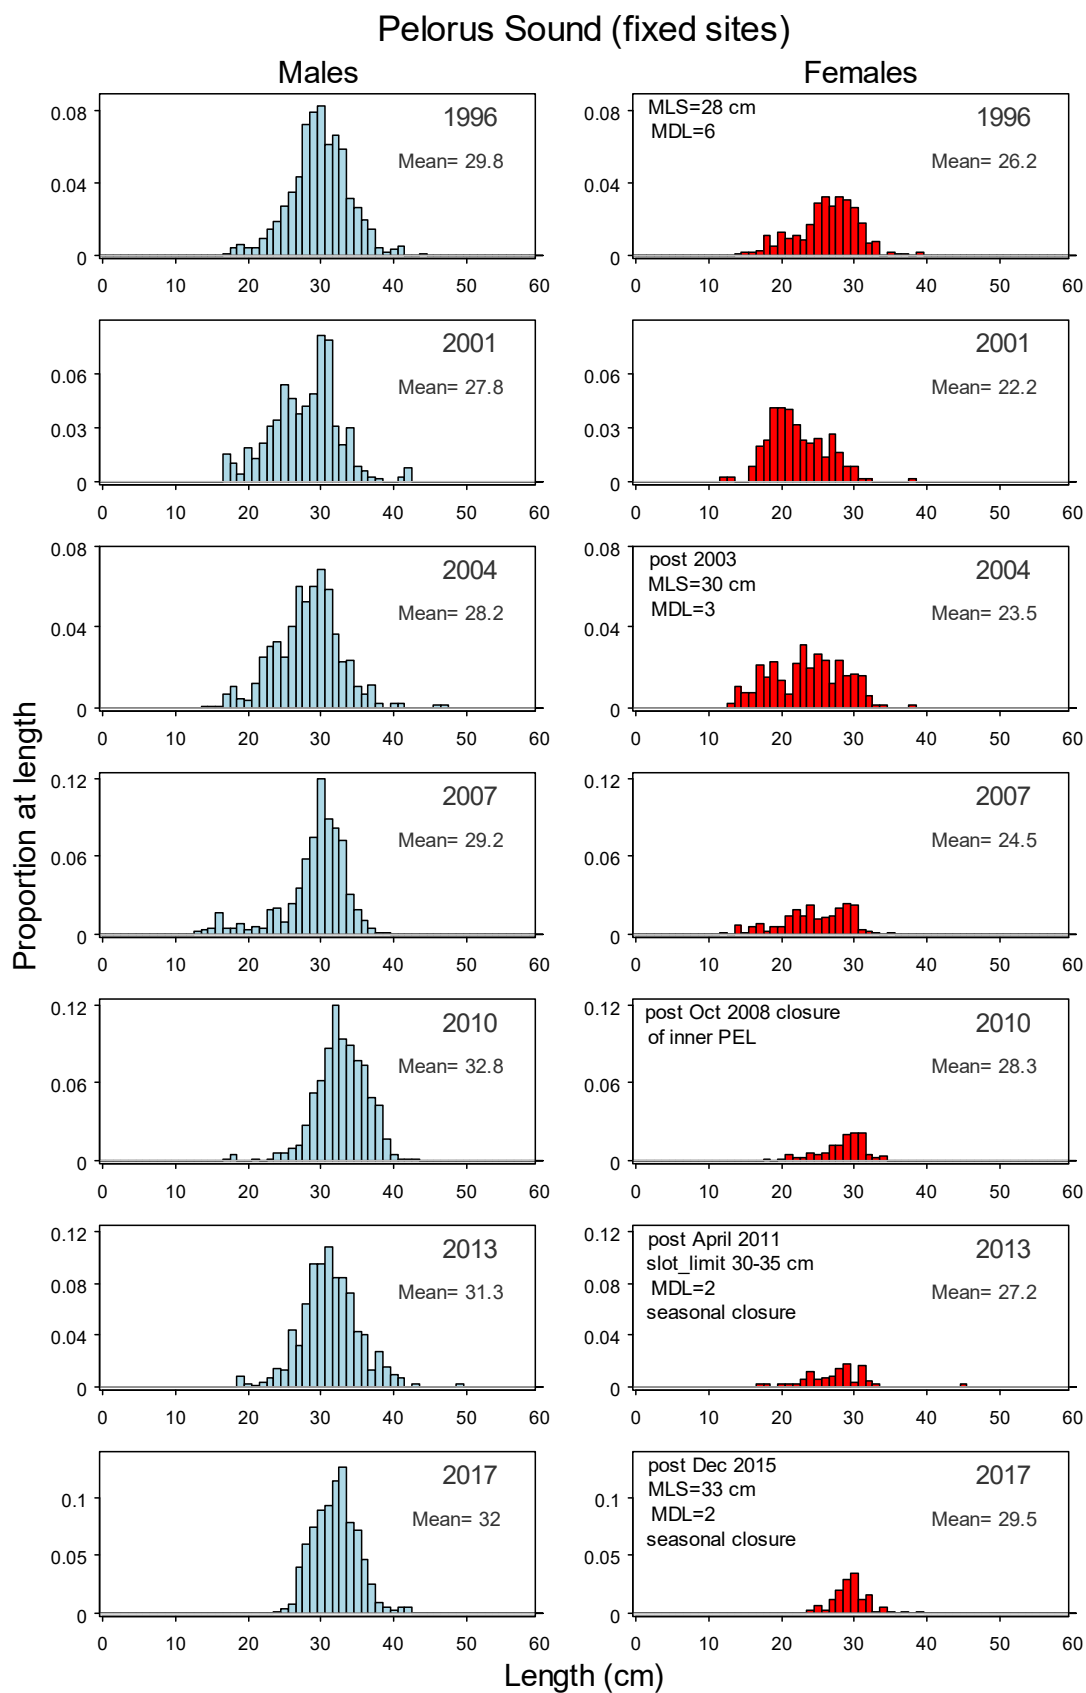 Pelorus Sound (fixed sites)
Males
Females
0.08
0.04
0
1996
Mean= 29.8
0 10 20 30 40 50 60
MLS=28 cm
MDL=6
0.08
0.04
0
1996
Mean= 26.2
0 10 20 30 40 50 60
0.06
0.03
0
2001
Mean= 27.8
0 10 20 30 40 50 60
0.06
0.03
0
2001
Mean= 22.2
0 10 20 30 40 50 60
0.08
0.04
0
2004
Mean= 28.2
0 10 20 30 40 50 60
post 2003
MLS=30 cm
MDL=3
0.08
0.04
0
2004
Mean= 23.5
0 10 20 30 40 50 60
Proportion at length
0.12
0.06
0
2007
Mean= 29.2
0 10 20 30 40 50 60
0.12
0.06
0
2007
Mean= 24.5
0 10 20 30 40 50 60
0.12
0.06
0
2010
Mean= 32.8
0 10 20 30 40 50 60
post Oct 2008 closure
of inner PEL
0.12
0.06
0
2010
Mean= 28.3
0 10 20 30 40 50 60
0.12
0.08
0.04
0
2013
Mean= 31.3
0 10 20 30 40 50 60
post April 2011
slot_limit 30-35 cm
MDL=2
seasonal closure
0.12
0.08
0.04
0
2013
Mean= 27.2
0 10 20 30 40 50 60
0.1
0.05
0
2017
Mean= 32
0 10 20 30 40 50 60
post Dec 2015
MLS=33 cm
MDL=2
seasonal closure
0.1
0.05
0
2017
Mean= 29.5
0 10 20 30 40 50 60
Length (cm)